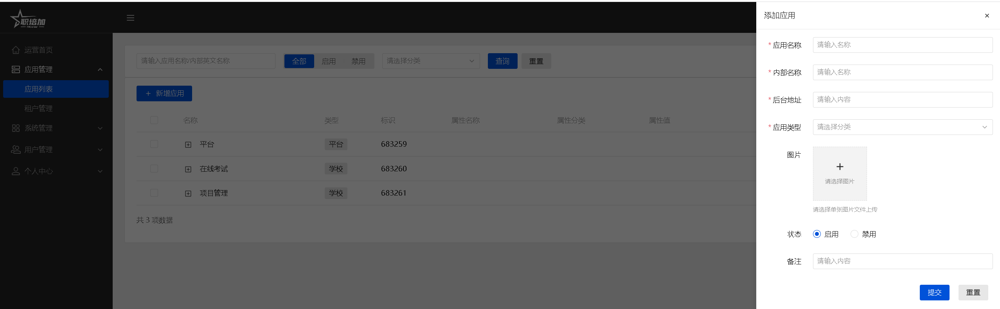 职培加
HiCareer
运营首页
应用管理
应用列表
租户管理
系统管理
用户管理
个人中心
请输入应用名称/内部英文名称 全部 启用 禁用 请选择分类 查询 重置
新增应用
名称 类型 标识 属性名称 属性分类 属性值
平台 平台 683259
在线考试 学校 683260
项目管理 学校 683261
共 3 项数据
添加应用
* 应用名称 请输入名称
* 内部名称 请输入名称
* 后台地址 请输入内容
* 应用类型 请选择分类
图片
请选择图片
请选择单张图片文件上传
状态 启用 禁用
备注 请输入内容
提交 重置